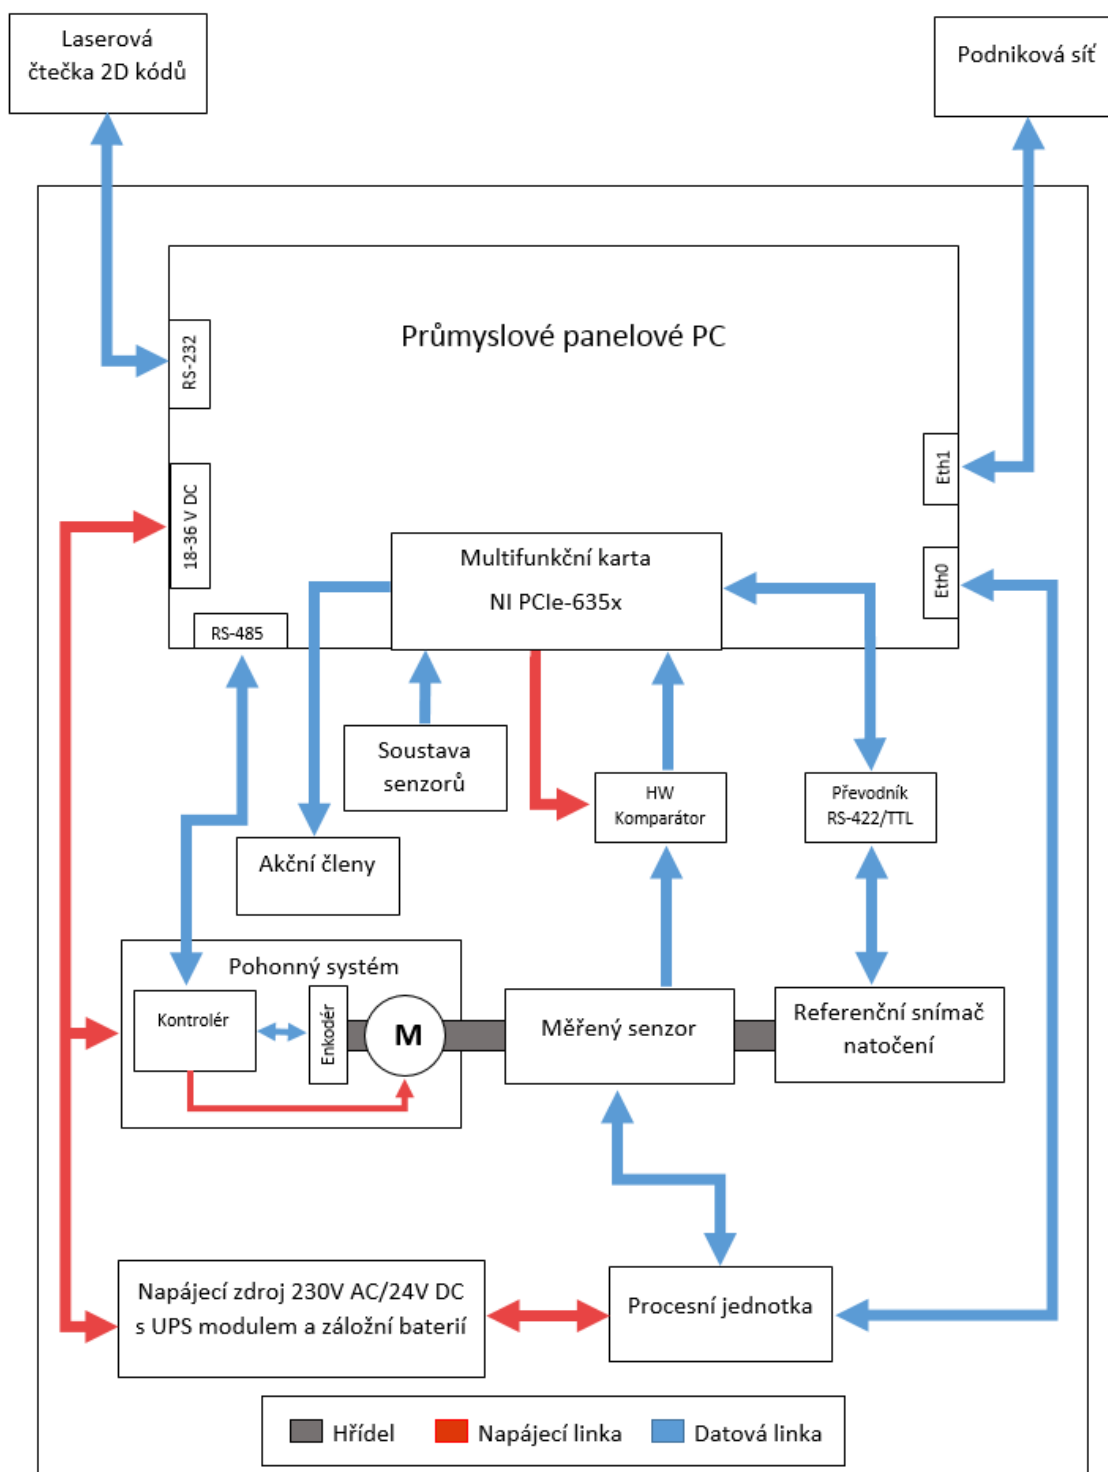 Laserová
čtečka 2D kódů
Podniková síť
Průmyslové panelové PC
RS-232
18-36 V DC
Eth1
Eth0
Multifunkční karta
NI PCIe-635x
RS-485
Soustava
senzorů
HW
Komparátor
Převodník
RS-422/TTL
Akční členy
Pohonný systém
Kontrolér
Enkodér
M
Měřený senzor
Referenční snímač
natočení
Napájecí zdroj 230V AC/24V DC
s UPS modulem a záložní baterií
Procesní jednotka
Hřídel
Napájecí linka
Datová linka